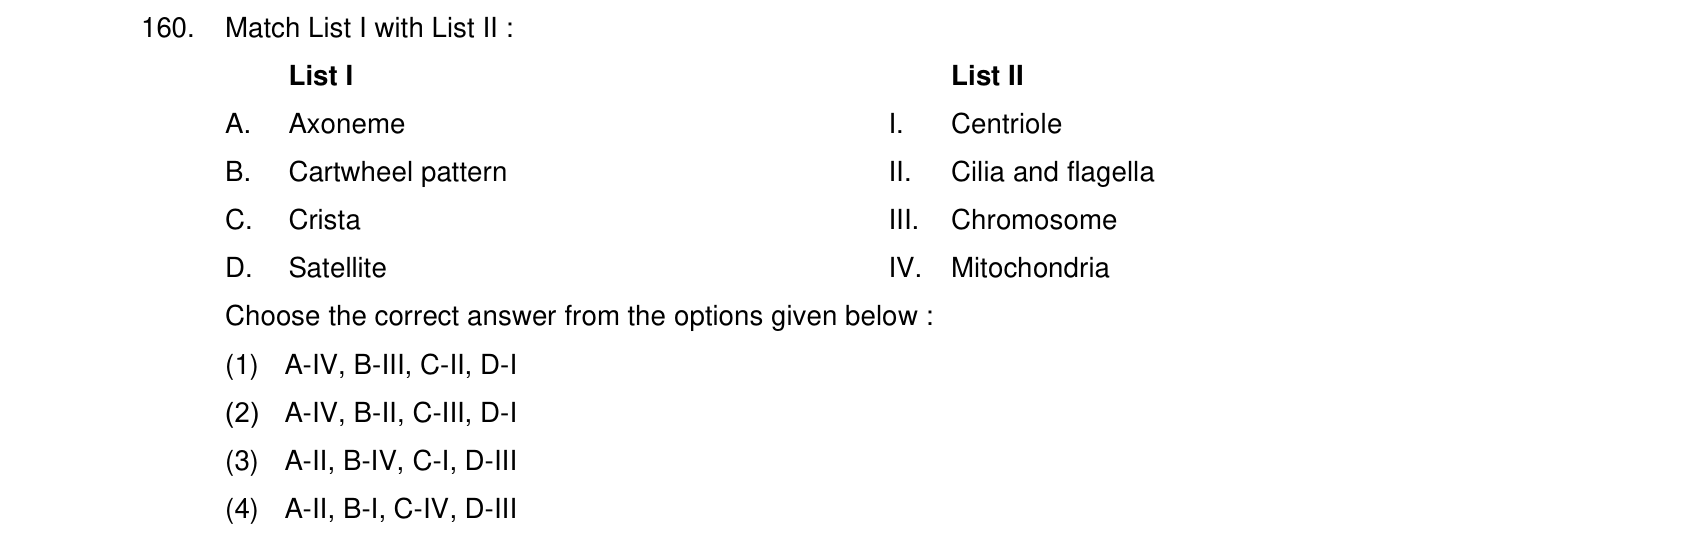 160. Match List I with List II :
List I List II
A. Axoneme I. Centriole
B. Cartwheel pattern II. Cilia and flagella
C. Crista III. Chromosome
D. Satellite IV. Mitochondria
Choose the correct answer from the options given below :
(1) A-IV, B-III, C-II, D-I
(2) A-IV, B-II, C-III, D-I
(3) A-II, B-IV, C-I, D-III
(4) A-II, B-I, C-IV, D-III